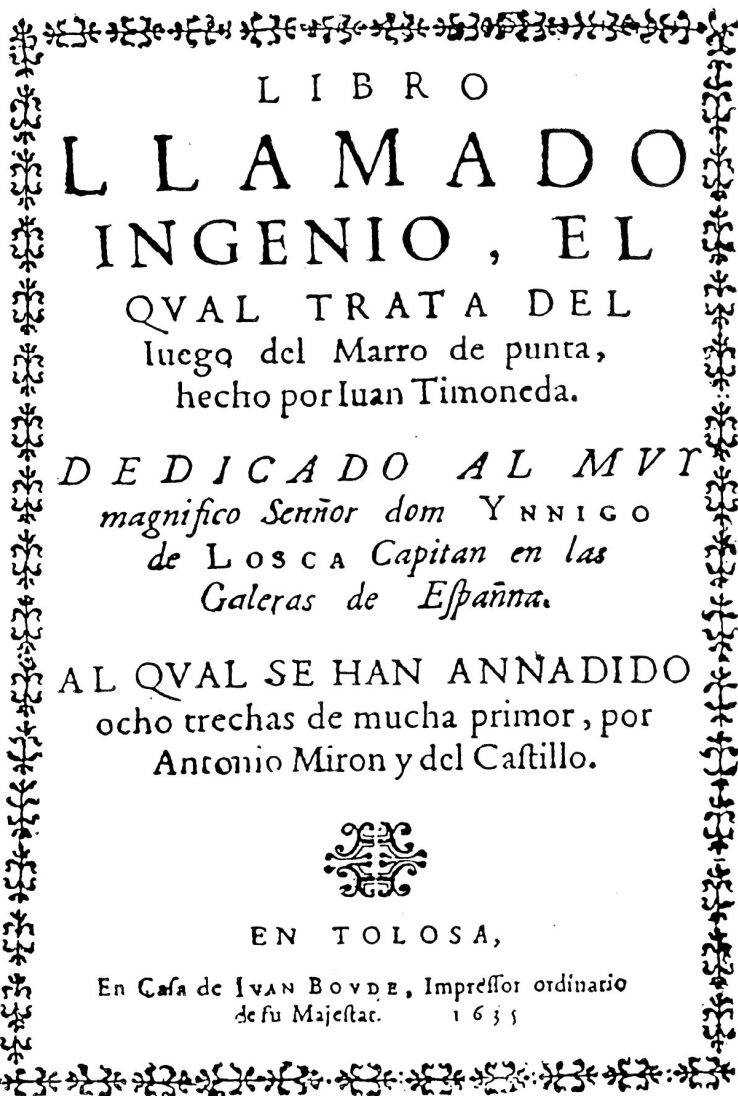 LIBRO
LLAMADO
INGENIO, EL
QVAL TRATA DEL
Iuego del Marro de punta,
hecho por Iuan Timoneda.
DEDICADO AL MVY
magnifico Senñor dom YNNIGO
de LOSCA Capitan en las
Galeras de Eſpañna.
AL QVAL SE HAN ANNADIDO
ocho trechas de mucha primor, por
Antonio Miron y del Caſtillo.
EN TOLOSA,
En Caſa de IVAN BOVDE, Impreſſor ordinario
de ſu Majeſtat. 1635